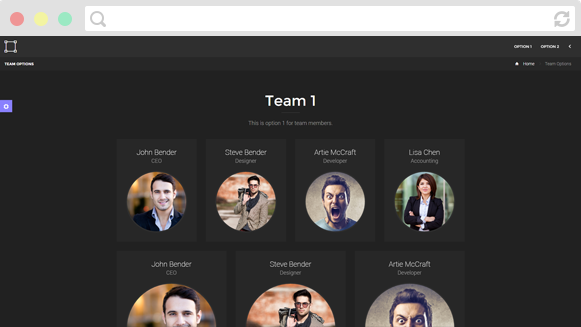 OPTION 1 OPTION 2
TEAM OPTIONS
Home Team Options
Team 1
This is option 1 for team members.
John Bender Steve Bender Artie McCraft Lisa Chen
CEO Designer Developer Accounting
John Bender Steve Bender Artie McCraft
CEO Designer Developer